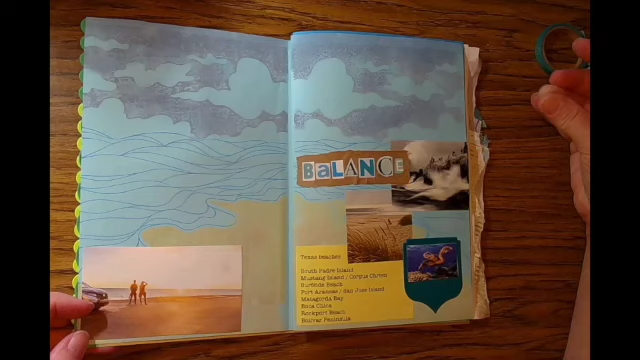 BaLANCE
Texas beaches
South Padre Island
Mustang Island / Corpus Christi
Surfside Beach
Port Aransas / San Jose Island
Matagorda Bay
Boca Chica
Rockport Beach
Bolivar Peninsula